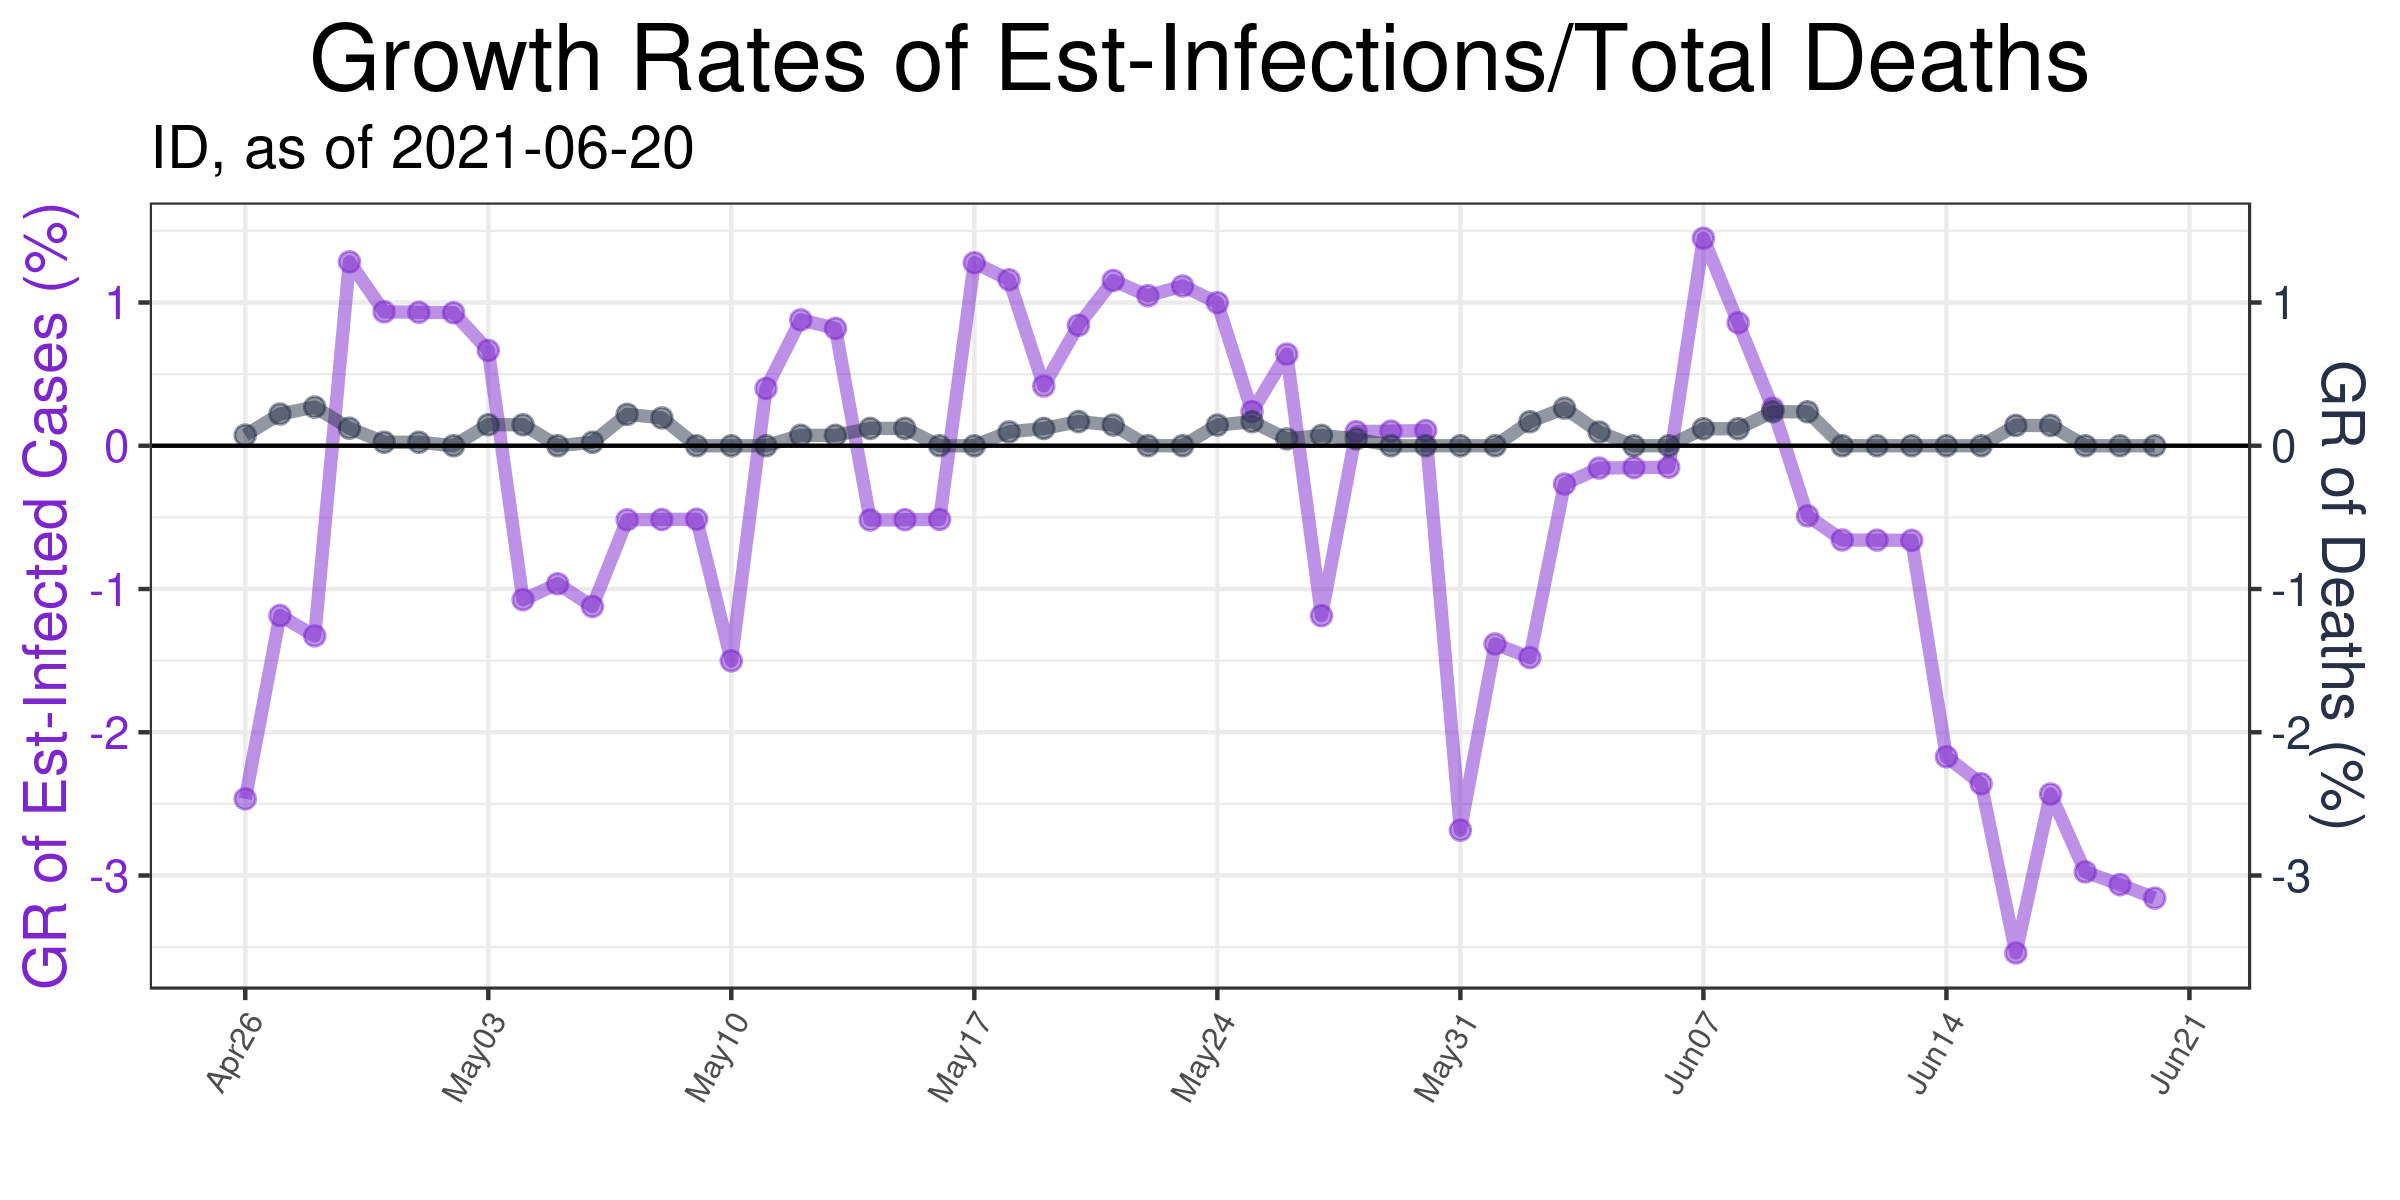 Growth Rates of Est-Infections/Total Deaths
ID, as of 2021-06-20
GR of Est-Infected Cases (%)
1
0
-1
-2
-3
1
0
-1
-2
-3
GR of Deaths (%)
Apr26
May03
May10
May17
May24
May31
Jun07
Jun14
Jun21